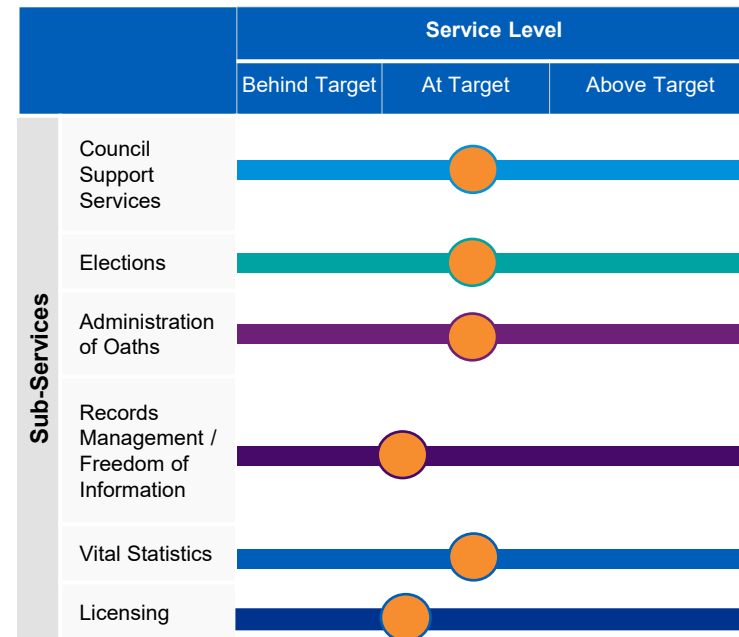 Service Level
Behind Target
At Target
Above Target
Sub-Services
Council
Support
Services
Elections
Administration
of Oaths
Records
Management /
Freedom of
Information
Vital Statistics
Licensing